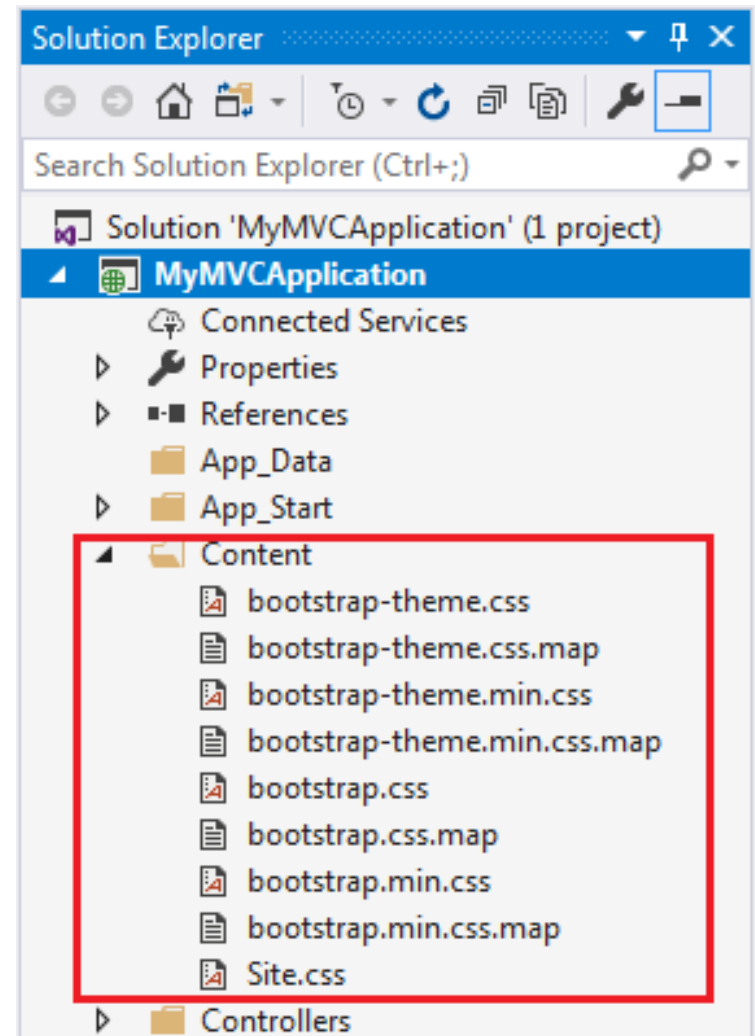 Solution Explorer
Search Solution Explorer (Ctrl+;)
Solution 'MyMVCApplication' (1 project)
MyMVCApplication
Connected Services
Properties
References
App_Data
App_Start
Content
bootstrap-theme.css
bootstrap-theme.css.map
bootstrap-theme.min.css
bootstrap-theme.min.css.map
bootstrap.css
bootstrap.css.map
bootstrap.min.css
bootstrap.min.css.map
Site.css
Controllers